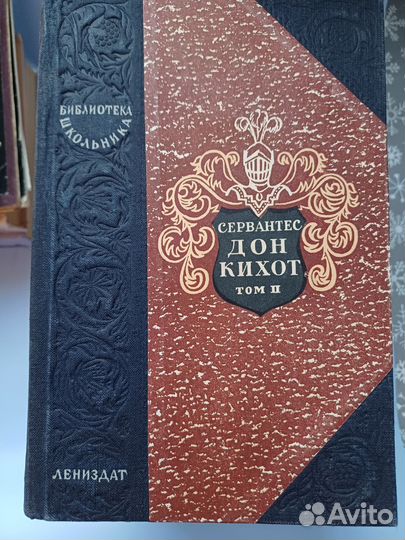 БИБЛИОТЕКА
ШКОЛЬНИКА
СЕРВАНТЕС
ДОН
КИХОТ
ТОМ II
ЛЕНИЗДАТ
Avito